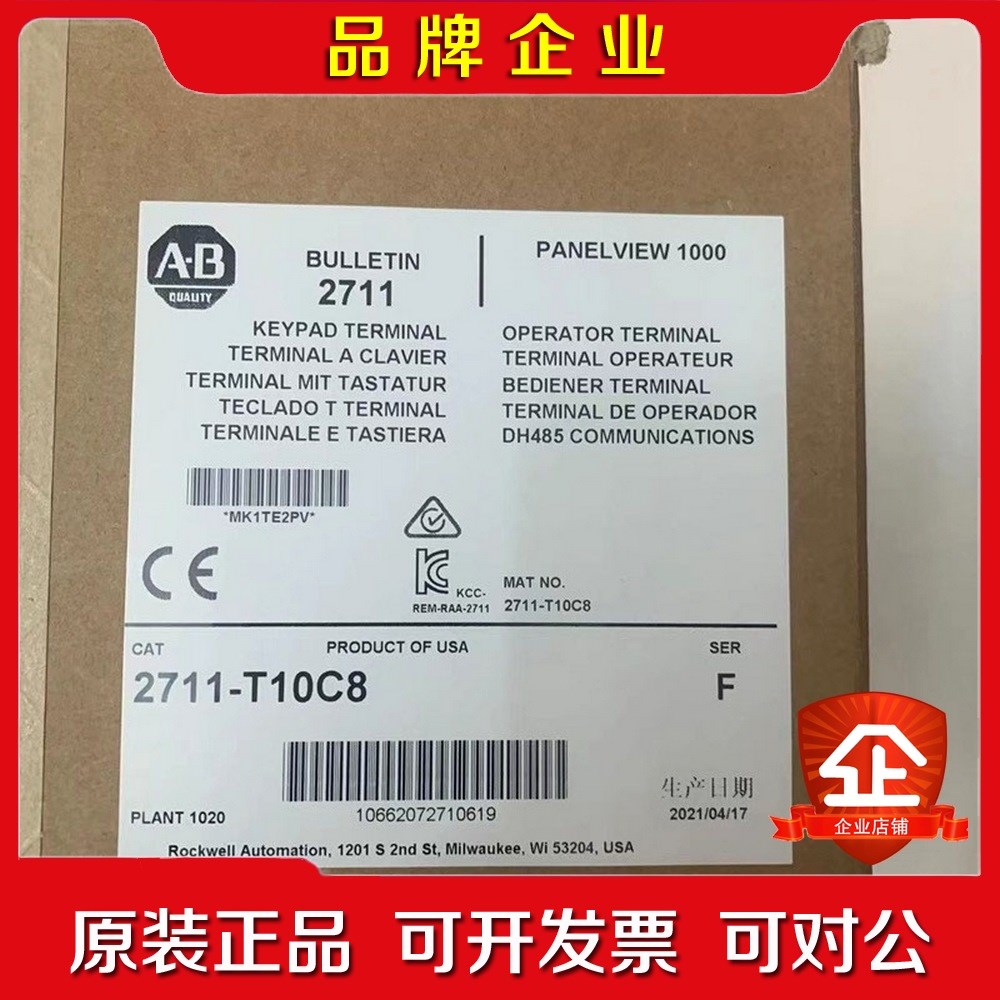 品牌企业
A-B
QUALITY
BULLETIN
2711
PANELVIEW 1000
KEYPAD TERMINAL
TERMINAL A CLAVIER
TERMINAL MIT TASTATUR
TECLADO T TERMINAL
TERMINALE E TASTIERA
OPERATOR TERMINAL
TERMINAL OPERATEUR
BEDIENER TERMINAL
TERMINAL DE OPERADOR
DH485 COMMUNICATIONS
*MK1TE2PV*
CE
KC
KCC-
REM-RAA-2711
MAT NO.
2711-T10C8
CAT
PRODUCT OF USA
SER
2711-T10C8
F
生产日期
PLANT 1020
10662072710619
2021/04/17
Rockwell Automation, 1201 S 2nd St, Milwaukee, Wi 53204, USA
企
企业店铺
原装正品 可开发票 可对公